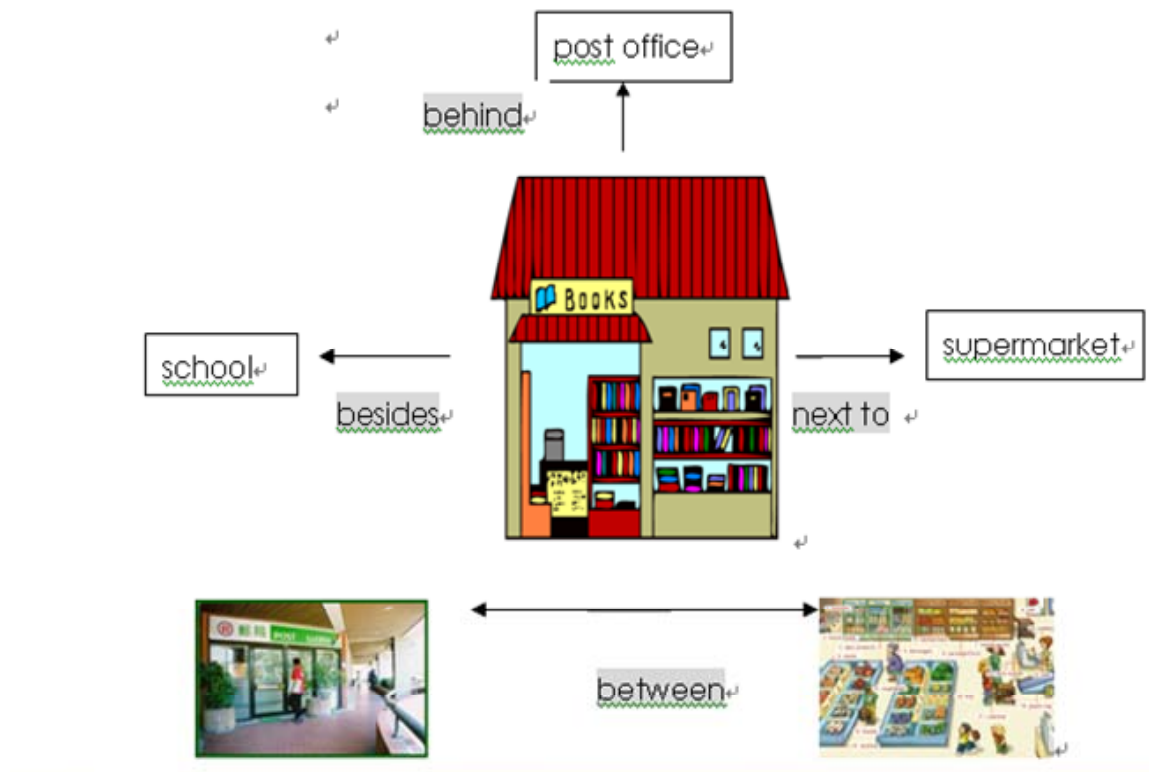 post office
behind
Books
school
supermarket
besides
next to
between
POST